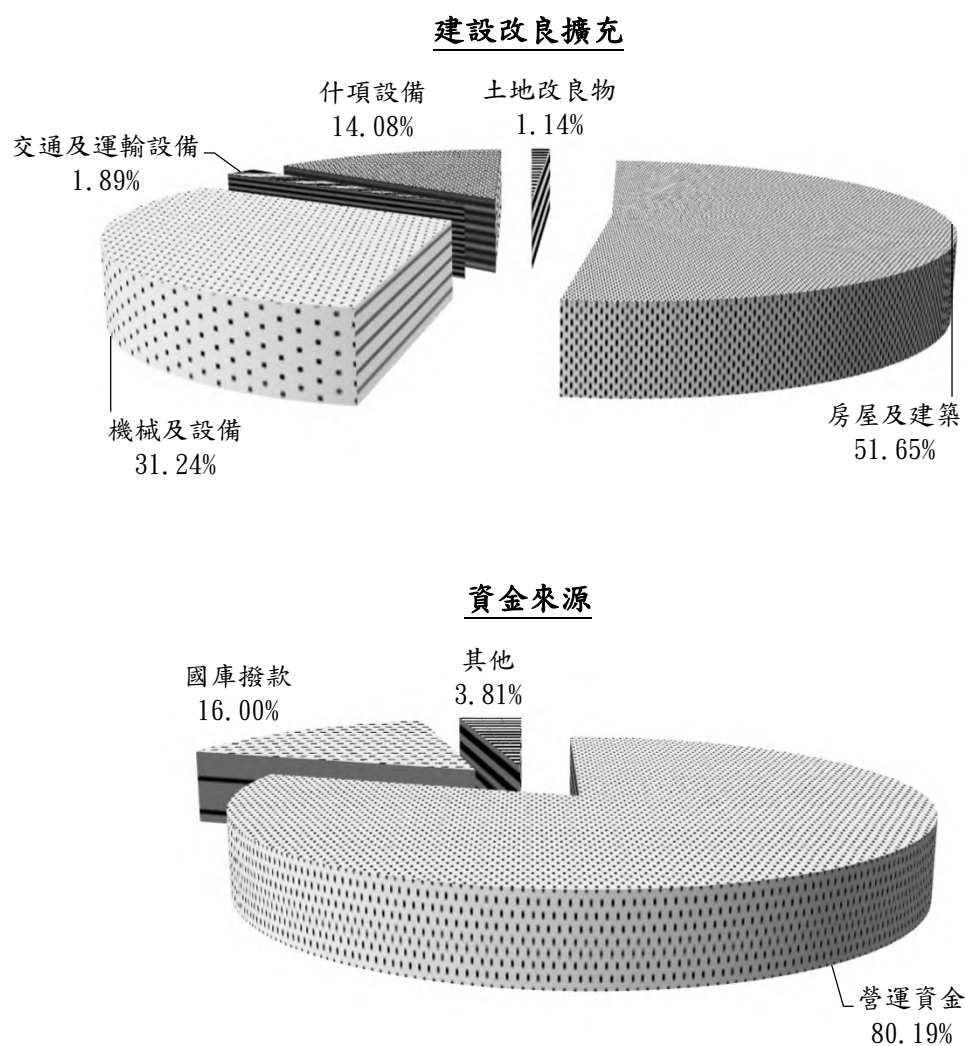 建設改良擴充
什項設備
14.08%
土地改良物
1.14%
交通及運輸設備
1.89%
機械及設備
31.24%
房屋及建築
51.65%
資金來源
國庫撥款
16.00%
其他
3.81%
營運資金
80.19%